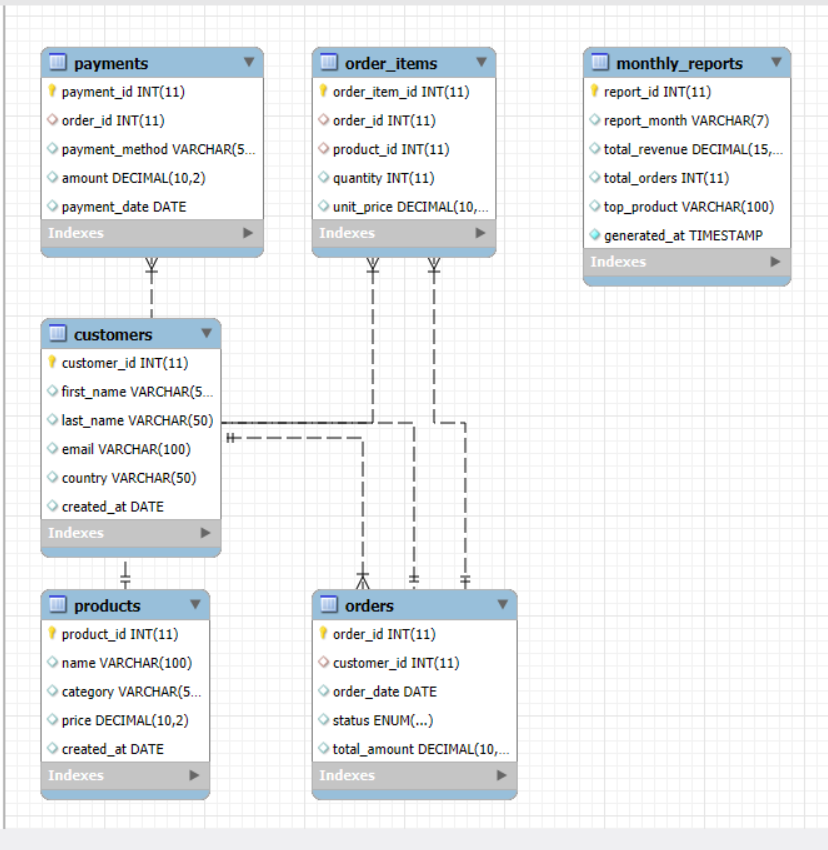 payments
payment_id INT(11)
order_id INT(11)
payment_method VARCHAR(5...
amount DECIMAL(10,2)
payment_date DATE
Indexes
order_items
order_item_id INT(11)
order_id INT(11)
product_id INT(11)
quantity INT(11)
unit_price DECIMAL(10,...
Indexes
monthly_reports
report_id INT(11)
report_month VARCHAR(7)
total_revenue DECIMAL(15,...
total_orders INT(11)
top_product VARCHAR(100)
generated_at TIMESTAMP
Indexes
customers
customer_id INT(11)
first_name VARCHAR(5...
last_name VARCHAR(50)
email VARCHAR(100)
country VARCHAR(50)
created_at DATE
Indexes
products
product_id INT(11)
name VARCHAR(100)
category VARCHAR(5...
price DECIMAL(10,2)
created_at DATE
Indexes
orders
order_id INT(11)
customer_id INT(11)
order_date DATE
status ENUM(...)
total_amount DECIMAL(10,...
Indexes